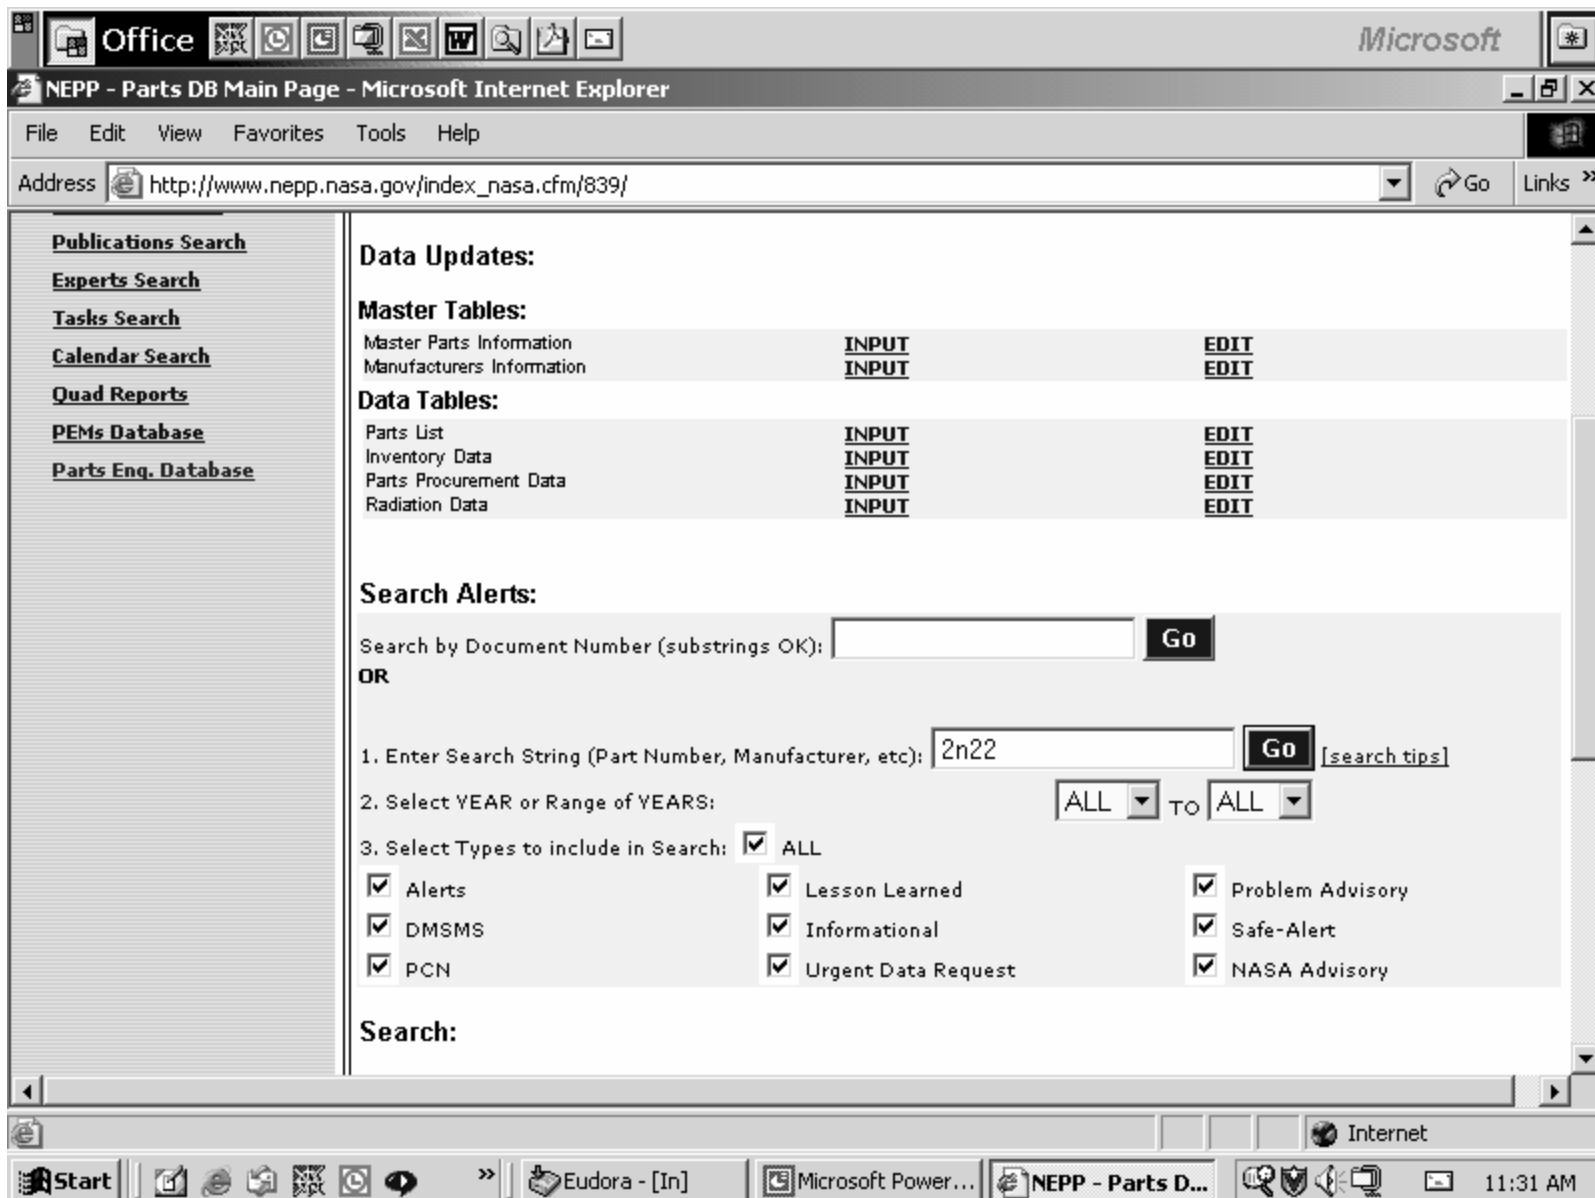 Office Microsoft
NEPP - Parts DB Main Page - Microsoft Internet Explorer
File Edit View Favorites Tools Help
Address http://www.nepp.nasa.gov/index_nasa.cfm/839/ Go Links »
Publications Search
Experts Search
Tasks Search
Calendar Search
Quad Reports
PEMs Database
Parts Eng. Database
Data Updates:
Master Tables:
Master Parts Information INPUT EDIT
Manufacturers Information INPUT EDIT
Data Tables:
Parts List INPUT EDIT
Inventory Data INPUT EDIT
Parts Procurement Data INPUT EDIT
Radiation Data INPUT EDIT
Search Alerts:
Search by Document Number (substrings OK): Go
OR
1. Enter Search String (Part Number, Manufacturer, etc): 2n22 Go [search tips]
2. Select YEAR or Range of YEARS: ALL TO ALL
3. Select Types to include in Search: ALL
Alerts Lesson Learned Problem Advisory
DMSMS Informational Safe-Alert
PCN Urgent Data Request NASA Advisory
Search:
Internet
Start » Eudora - [In] Microsoft Power... NEPP - Parts D... 11:31 AM